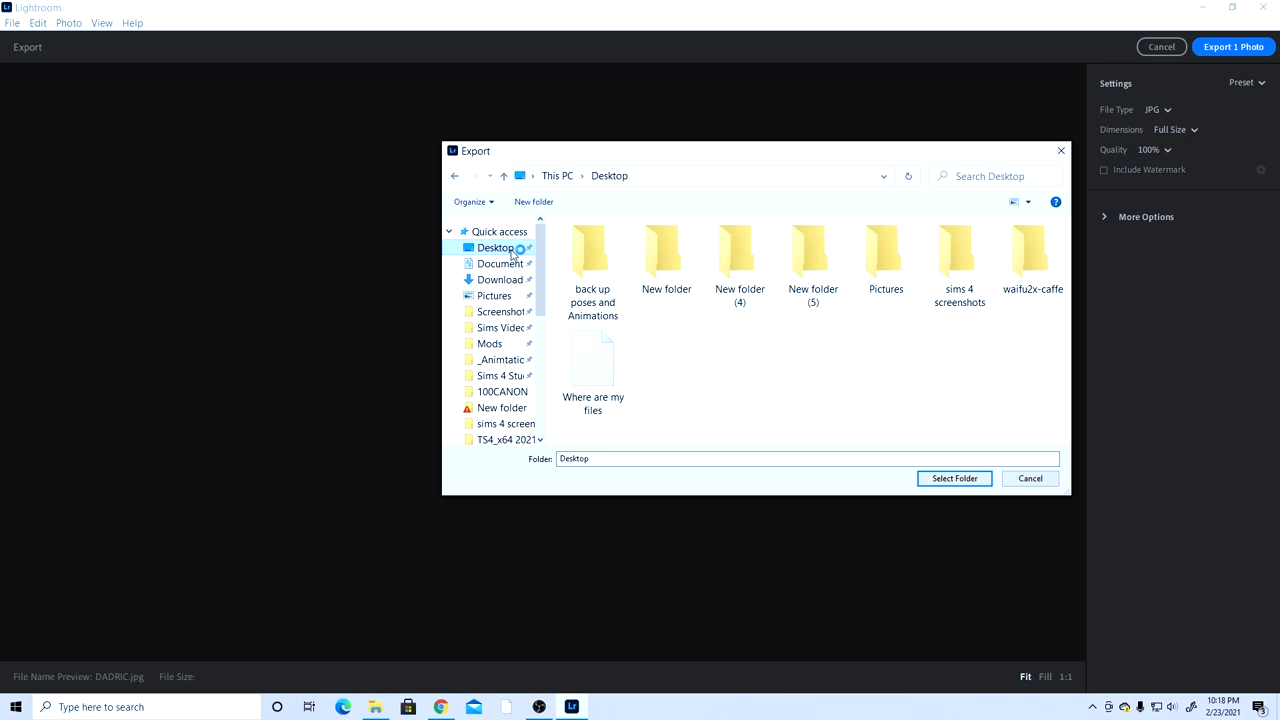 Lightroom
File Edit Photo View Help
Export
Cancel
Export 1 Photo
Settings
Preset
File Type JPG
Dimensions Full Size
Quality 100%
Include Watermark
More Options
Export
This PC > Desktop
Search Desktop
Organize
New folder
Quick access
Desktop
Document
Download
Pictures
Screenshot
Sims Videc
Mods
_Animtatic
Sims 4 Stu
100CANON
New folder
sims 4 screen
TS4_x64 2021
back up
poses and
Animations
New folder
New folder
(4)
New folder
(5)
Pictures
sims 4
screenshots
waifu2x-caffe
Where are my
files
Folder: Desktop
Select Folder
Cancel
File Name Preview: DADRIC.jpg File Size:
Fit Fill 1:1
Type here to search
Lr
10:18 PM
2/23/2021
3